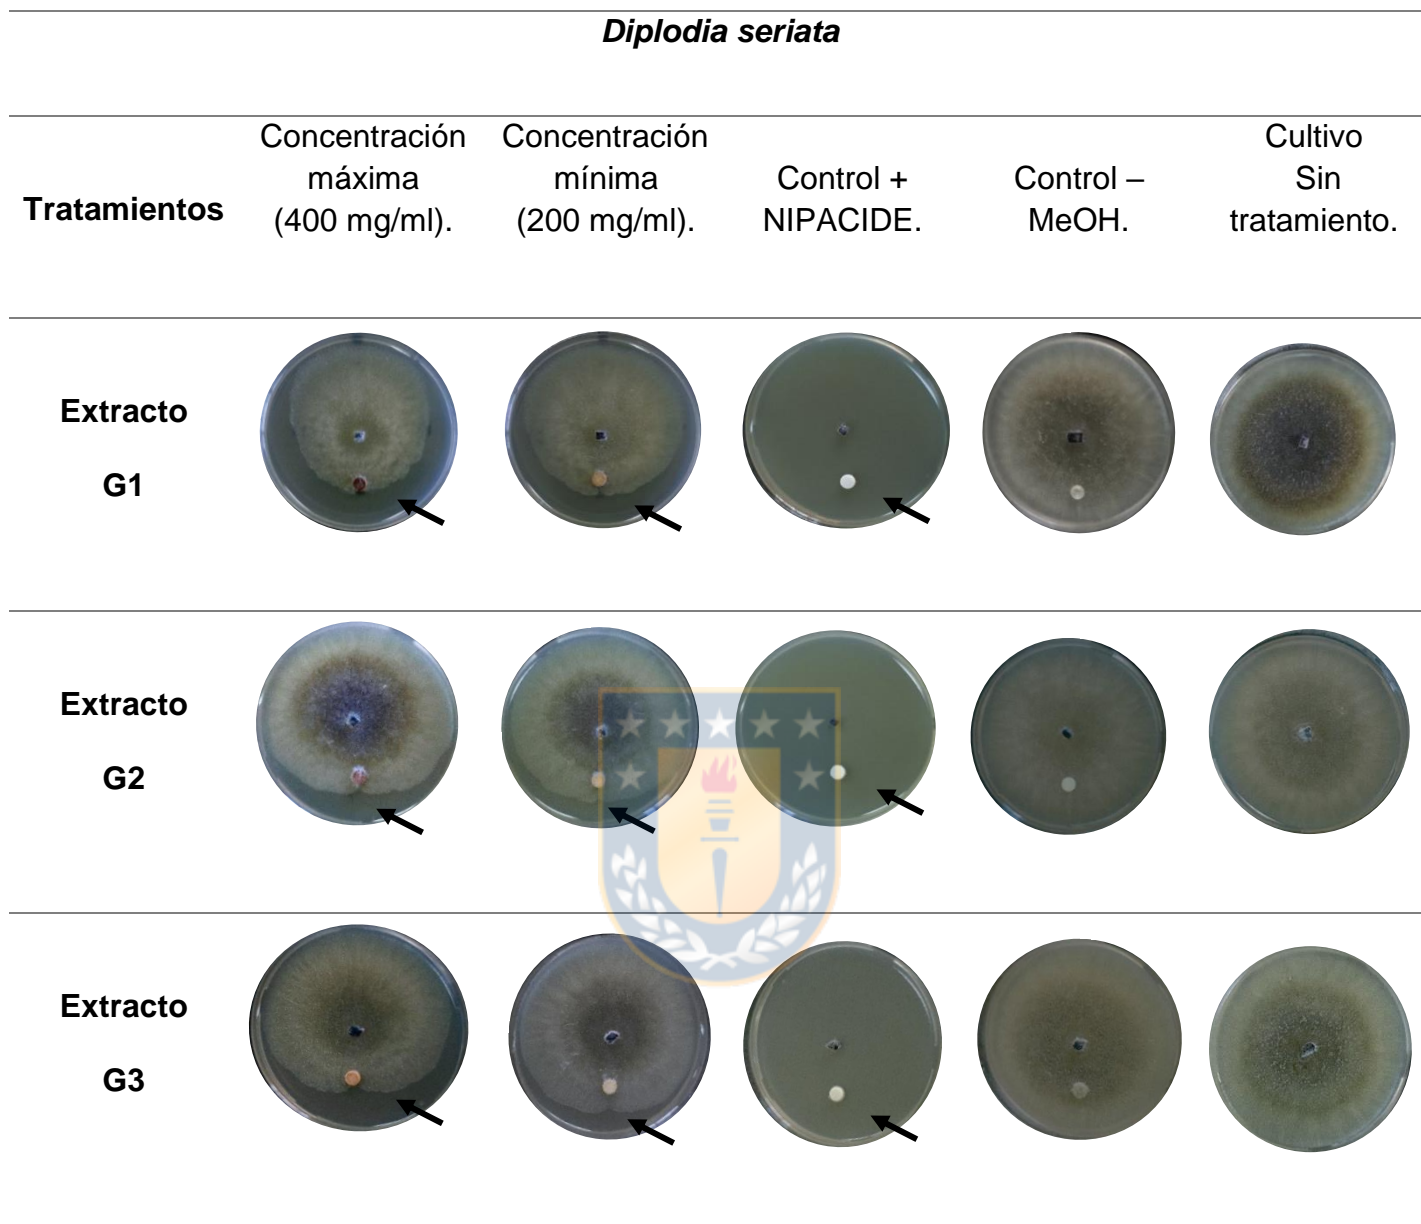 Diplodia seriata
Tratamientos
Concentración
máxima
(400 mg/ml).
Concentración
mínima
(200 mg/ml).
Control +
NIPACIDE.
Control –
MeOH.
Cultivo
Sin
tratamiento.
Extracto
G1
Extracto
G2
Extracto
G3